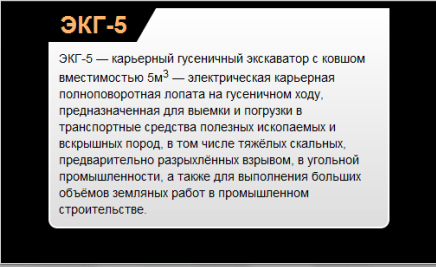 ЭКГ-5
ЭКГ-5 — карьерный гусеничный экскаватор с ковшом
вместимостью 5м³ — электрическая карьерная
полноповоротная лопата на гусеничном ходу,
предназначенная для выемки и погрузки в
транспортные средства полезных ископаемых и
вскрышных пород, в том числе тяжёлых скальных,
предварительно разрыхлённых взрывом, в угольной
промышленности, а также для выполнения больших
объёмов земляных работ в промышленном
строительстве.